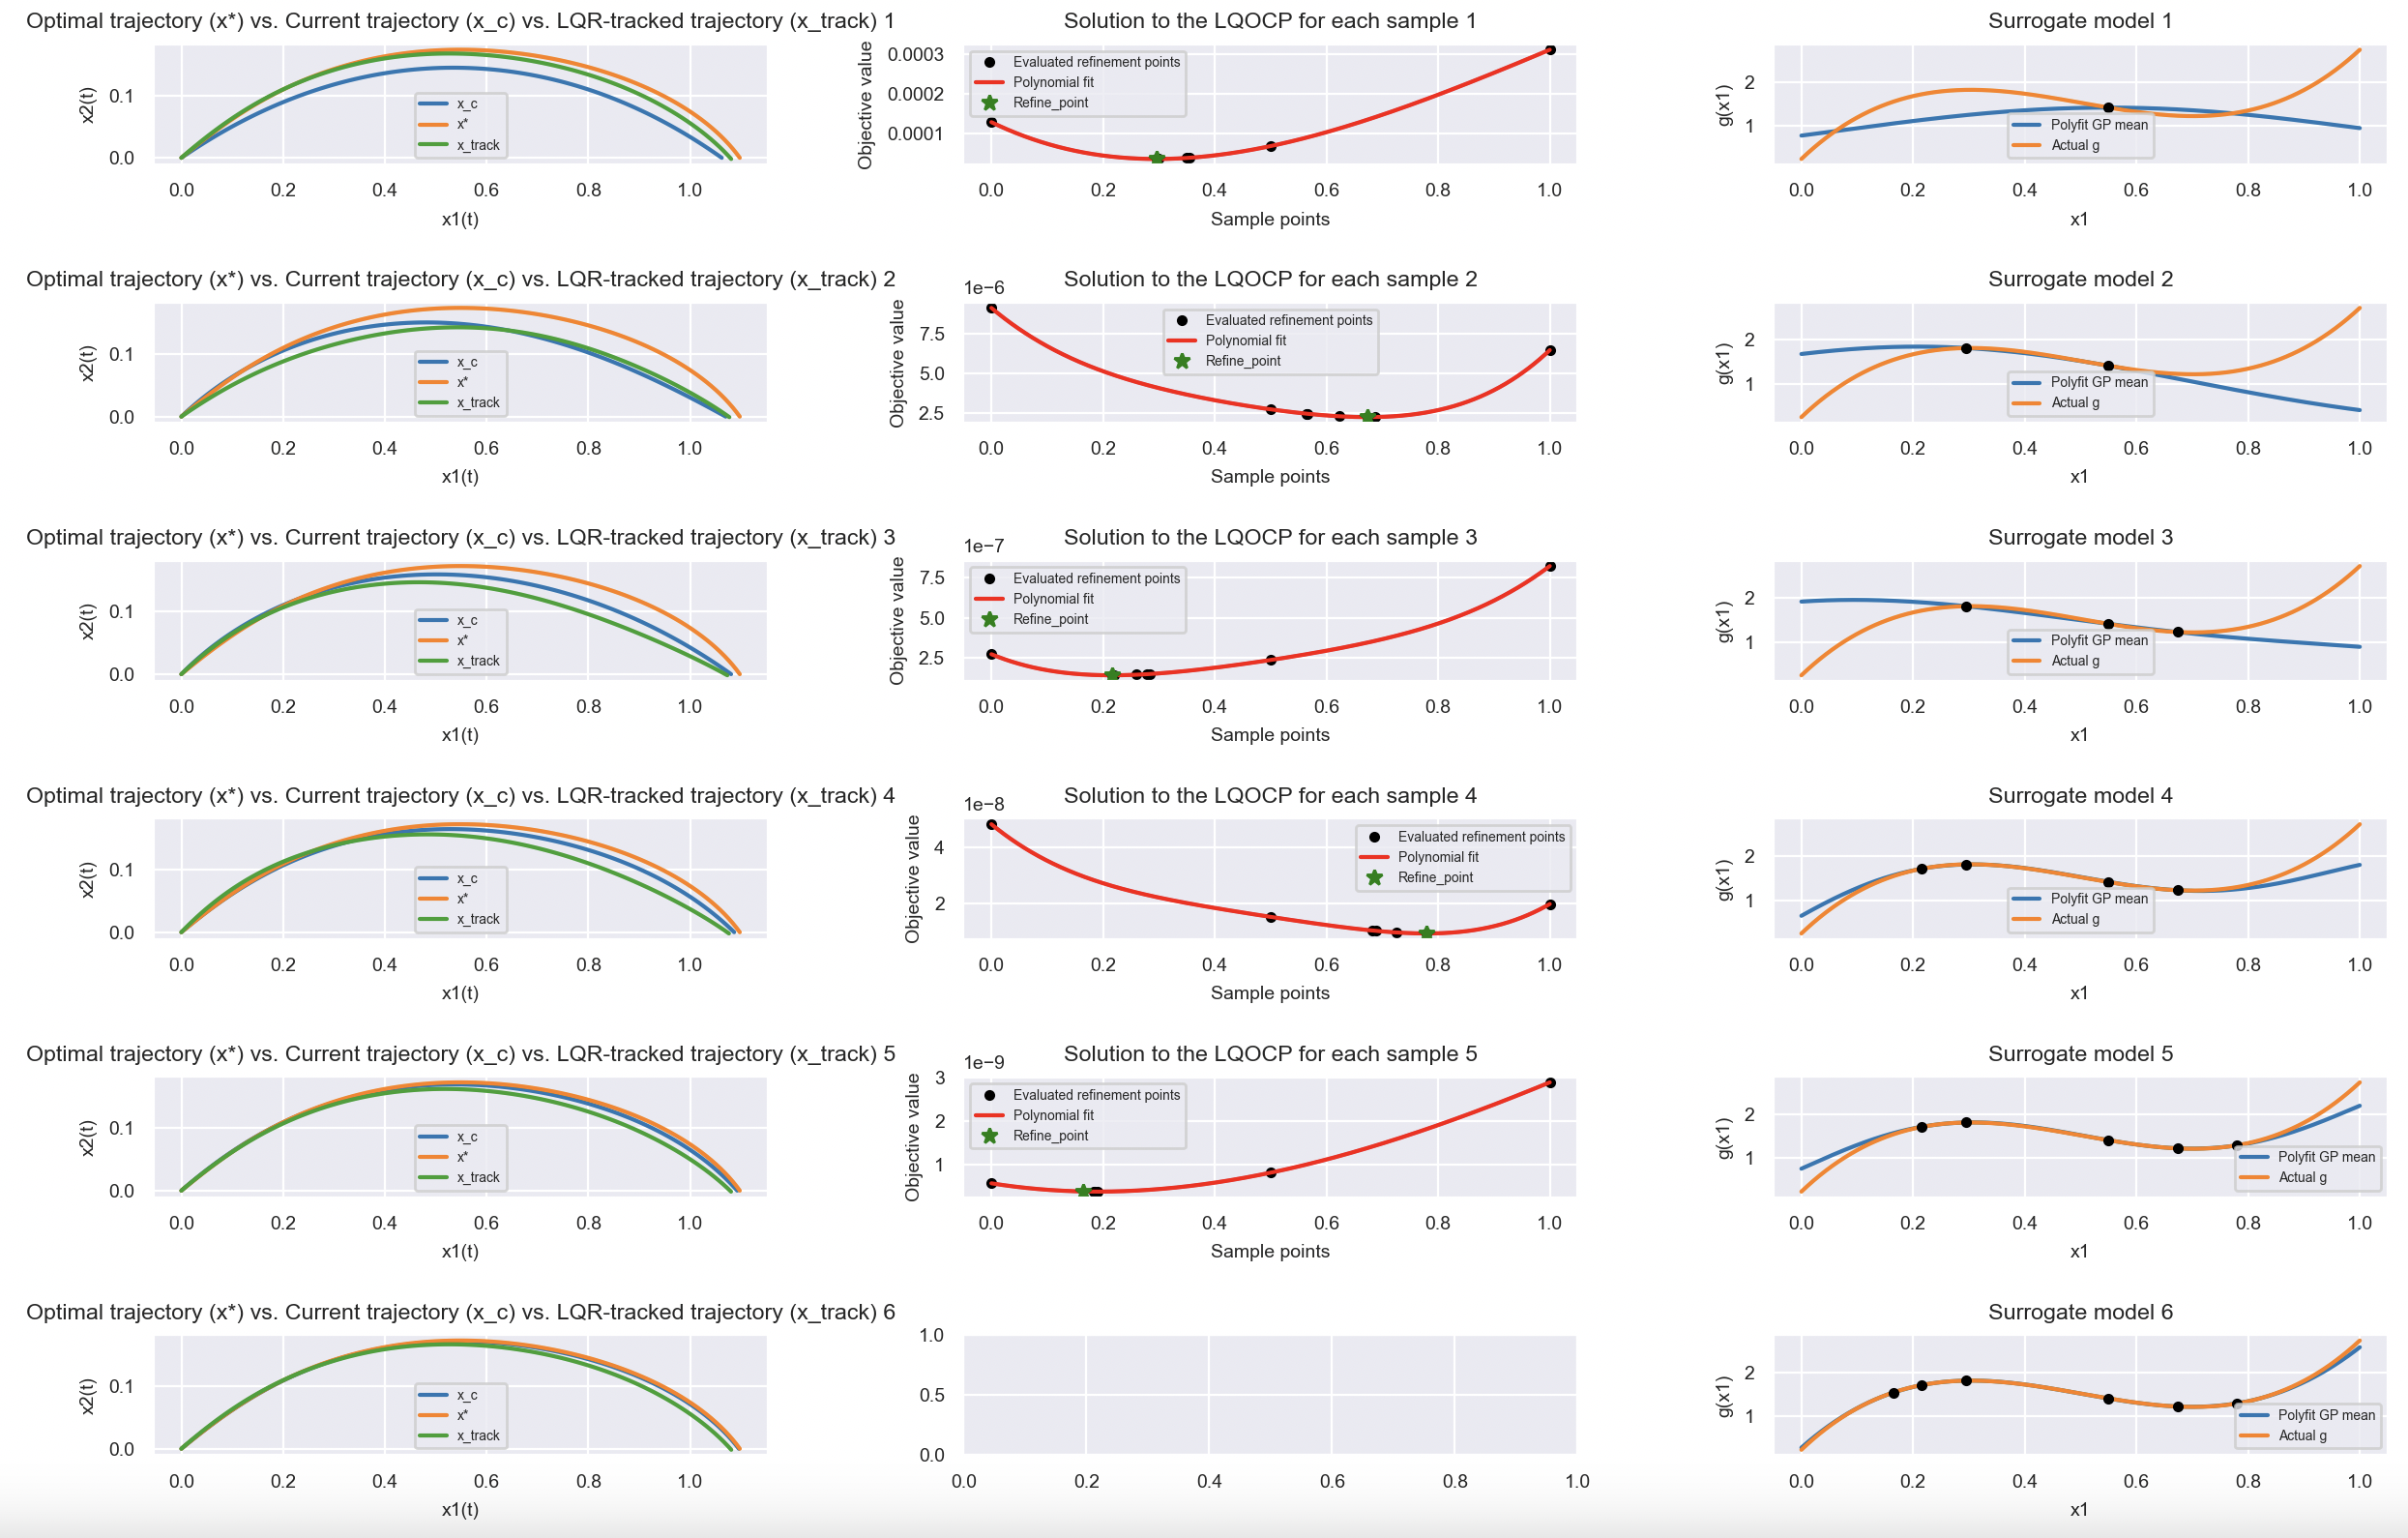 Optimal trajectory (x*) vs. Current trajectory (x_c) vs. LQR-tracked trajectory (x_track) 1
x2(t)
0.1
0.0
x_c
x*
x_track
0.0 0.2 0.4 0.6 0.8 1.0
x1(t)
Solution to the LQOCP for each sample 1
Objective value
0.0003
0.0002
0.0001
Evaluated refinement points
Polynomial fit
Refine_point
0.0 0.2 0.4 0.6 0.8 1.0
Sample points
Surrogate model 1
g(x1)
2
1
Polyfit GP mean
Actual g
0.0 0.2 0.4 0.6 0.8 1.0
x1
Optimal trajectory (x*) vs. Current trajectory (x_c) vs. LQR-tracked trajectory (x_track) 2
x2(t)
0.1
0.0
x_c
x*
x_track
0.0 0.2 0.4 0.6 0.8 1.0
x1(t)
Solution to the LQOCP for each sample 2
1e−6
Objective value
7.5
5.0
2.5
Evaluated refinement points
Polynomial fit
Refine_point
0.0 0.2 0.4 0.6 0.8 1.0
Sample points
Surrogate model 2
g(x1)
2
1
Polyfit GP mean
Actual g
0.0 0.2 0.4 0.6 0.8 1.0
x1
Optimal trajectory (x*) vs. Current trajectory (x_c) vs. LQR-tracked trajectory (x_track) 3
x2(t)
0.1
0.0
x_c
x*
x_track
0.0 0.2 0.4 0.6 0.8 1.0
x1(t)
Solution to the LQOCP for each sample 3
1e−7
Objective value
7.5
5.0
2.5
Evaluated refinement points
Polynomial fit
Refine_point
0.0 0.2 0.4 0.6 0.8 1.0
Sample points
Surrogate model 3
g(x1)
2
1
Polyfit GP mean
Actual g
0.0 0.2 0.4 0.6 0.8 1.0
x1
Optimal trajectory (x*) vs. Current trajectory (x_c) vs. LQR-tracked trajectory (x_track) 4
x2(t)
0.1
0.0
x_c
x*
x_track
0.0 0.2 0.4 0.6 0.8 1.0
x1(t)
Solution to the LQOCP for each sample 4
1e−8
Objective value
4
2
Evaluated refinement points
Polynomial fit
Refine_point
0.0 0.2 0.4 0.6 0.8 1.0
Sample points
Surrogate model 4
g(x1)
2
1
Polyfit GP mean
Actual g
0.0 0.2 0.4 0.6 0.8 1.0
x1
Optimal trajectory (x*) vs. Current trajectory (x_c) vs. LQR-tracked trajectory (x_track) 5
x2(t)
0.1
0.0
x_c
x*
x_track
0.0 0.2 0.4 0.6 0.8 1.0
x1(t)
Solution to the LQOCP for each sample 5
1e−9
Objective value
3
2
1
Evaluated refinement points
Polynomial fit
Refine_point
0.0 0.2 0.4 0.6 0.8 1.0
Sample points
Surrogate model 5
g(x1)
2
1
Polyfit GP mean
Actual g
0.0 0.2 0.4 0.6 0.8 1.0
x1
Optimal trajectory (x*) vs. Current trajectory (x_c) vs. LQR-tracked trajectory (x_track) 6
x2(t)
0.1
0.0
x_c
x*
x_track
0.0 0.2 0.4 0.6 0.8 1.0
x1(t)
1.0
0.5
0.0
0.0 0.2 0.4 0.6 0.8 1.0
Surrogate model 6
g(x1)
2
1
Polyfit GP mean
Actual g
0.0 0.2 0.4 0.6 0.8 1.0
x1